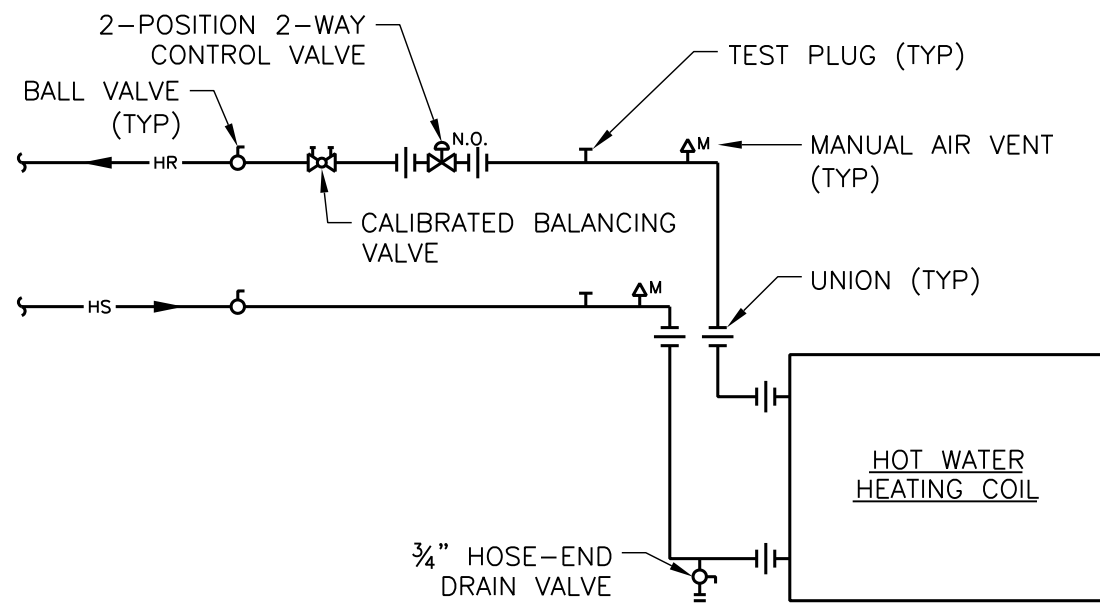 2-POSITION 2-WAY
CONTROL VALVE
TEST PLUG (TYP)
BALL VALVE
(TYP)
N.O.
M
MANUAL AIR VENT
(TYP)
HR
CALIBRATED BALANCING
VALVE
UNION (TYP)
M
HS
HOT WATER
HEATING COIL
¾" HOSE-END
DRAIN VALVE